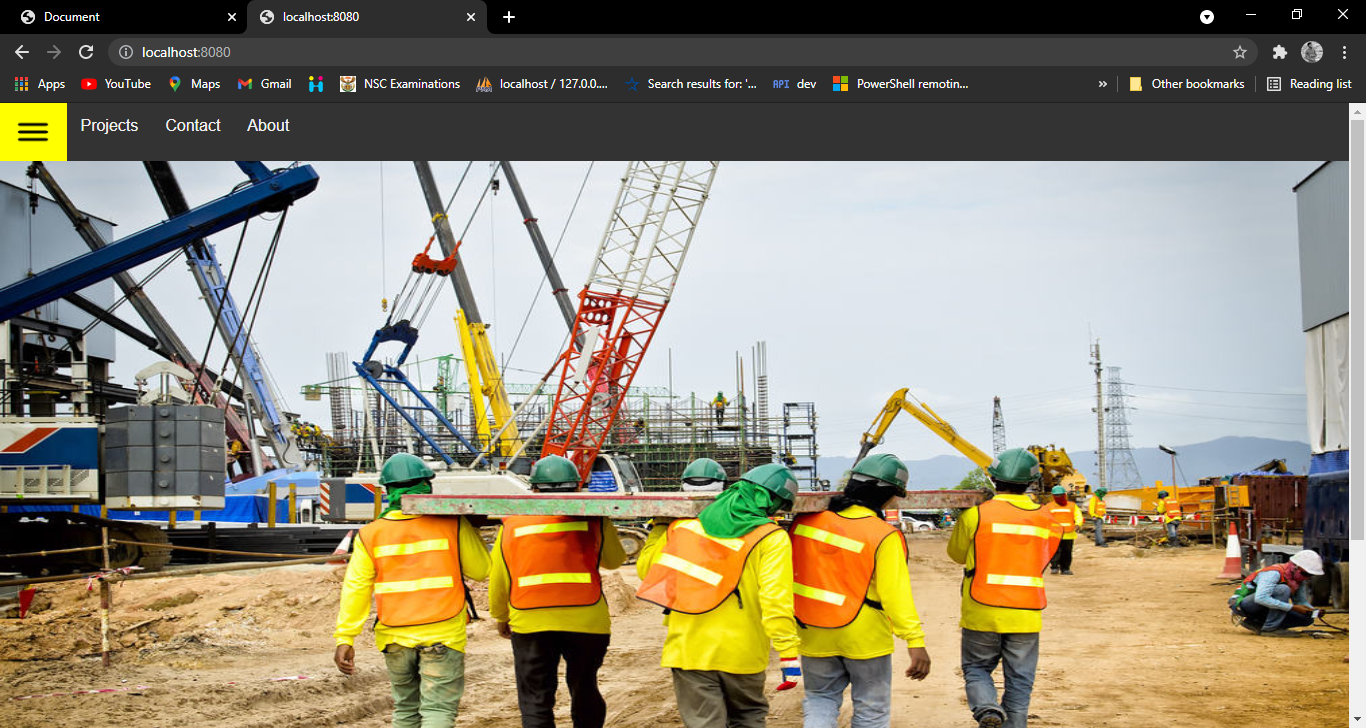 Document
localhost:8080
localhost:8080
Apps
YouTube
Maps
Gmail
NSC Examinations
localhost / 127.0.0....
Search results for: '...
API dev
PowerShell remotin...
»
Other bookmarks
Reading list
Projects
Contact
About